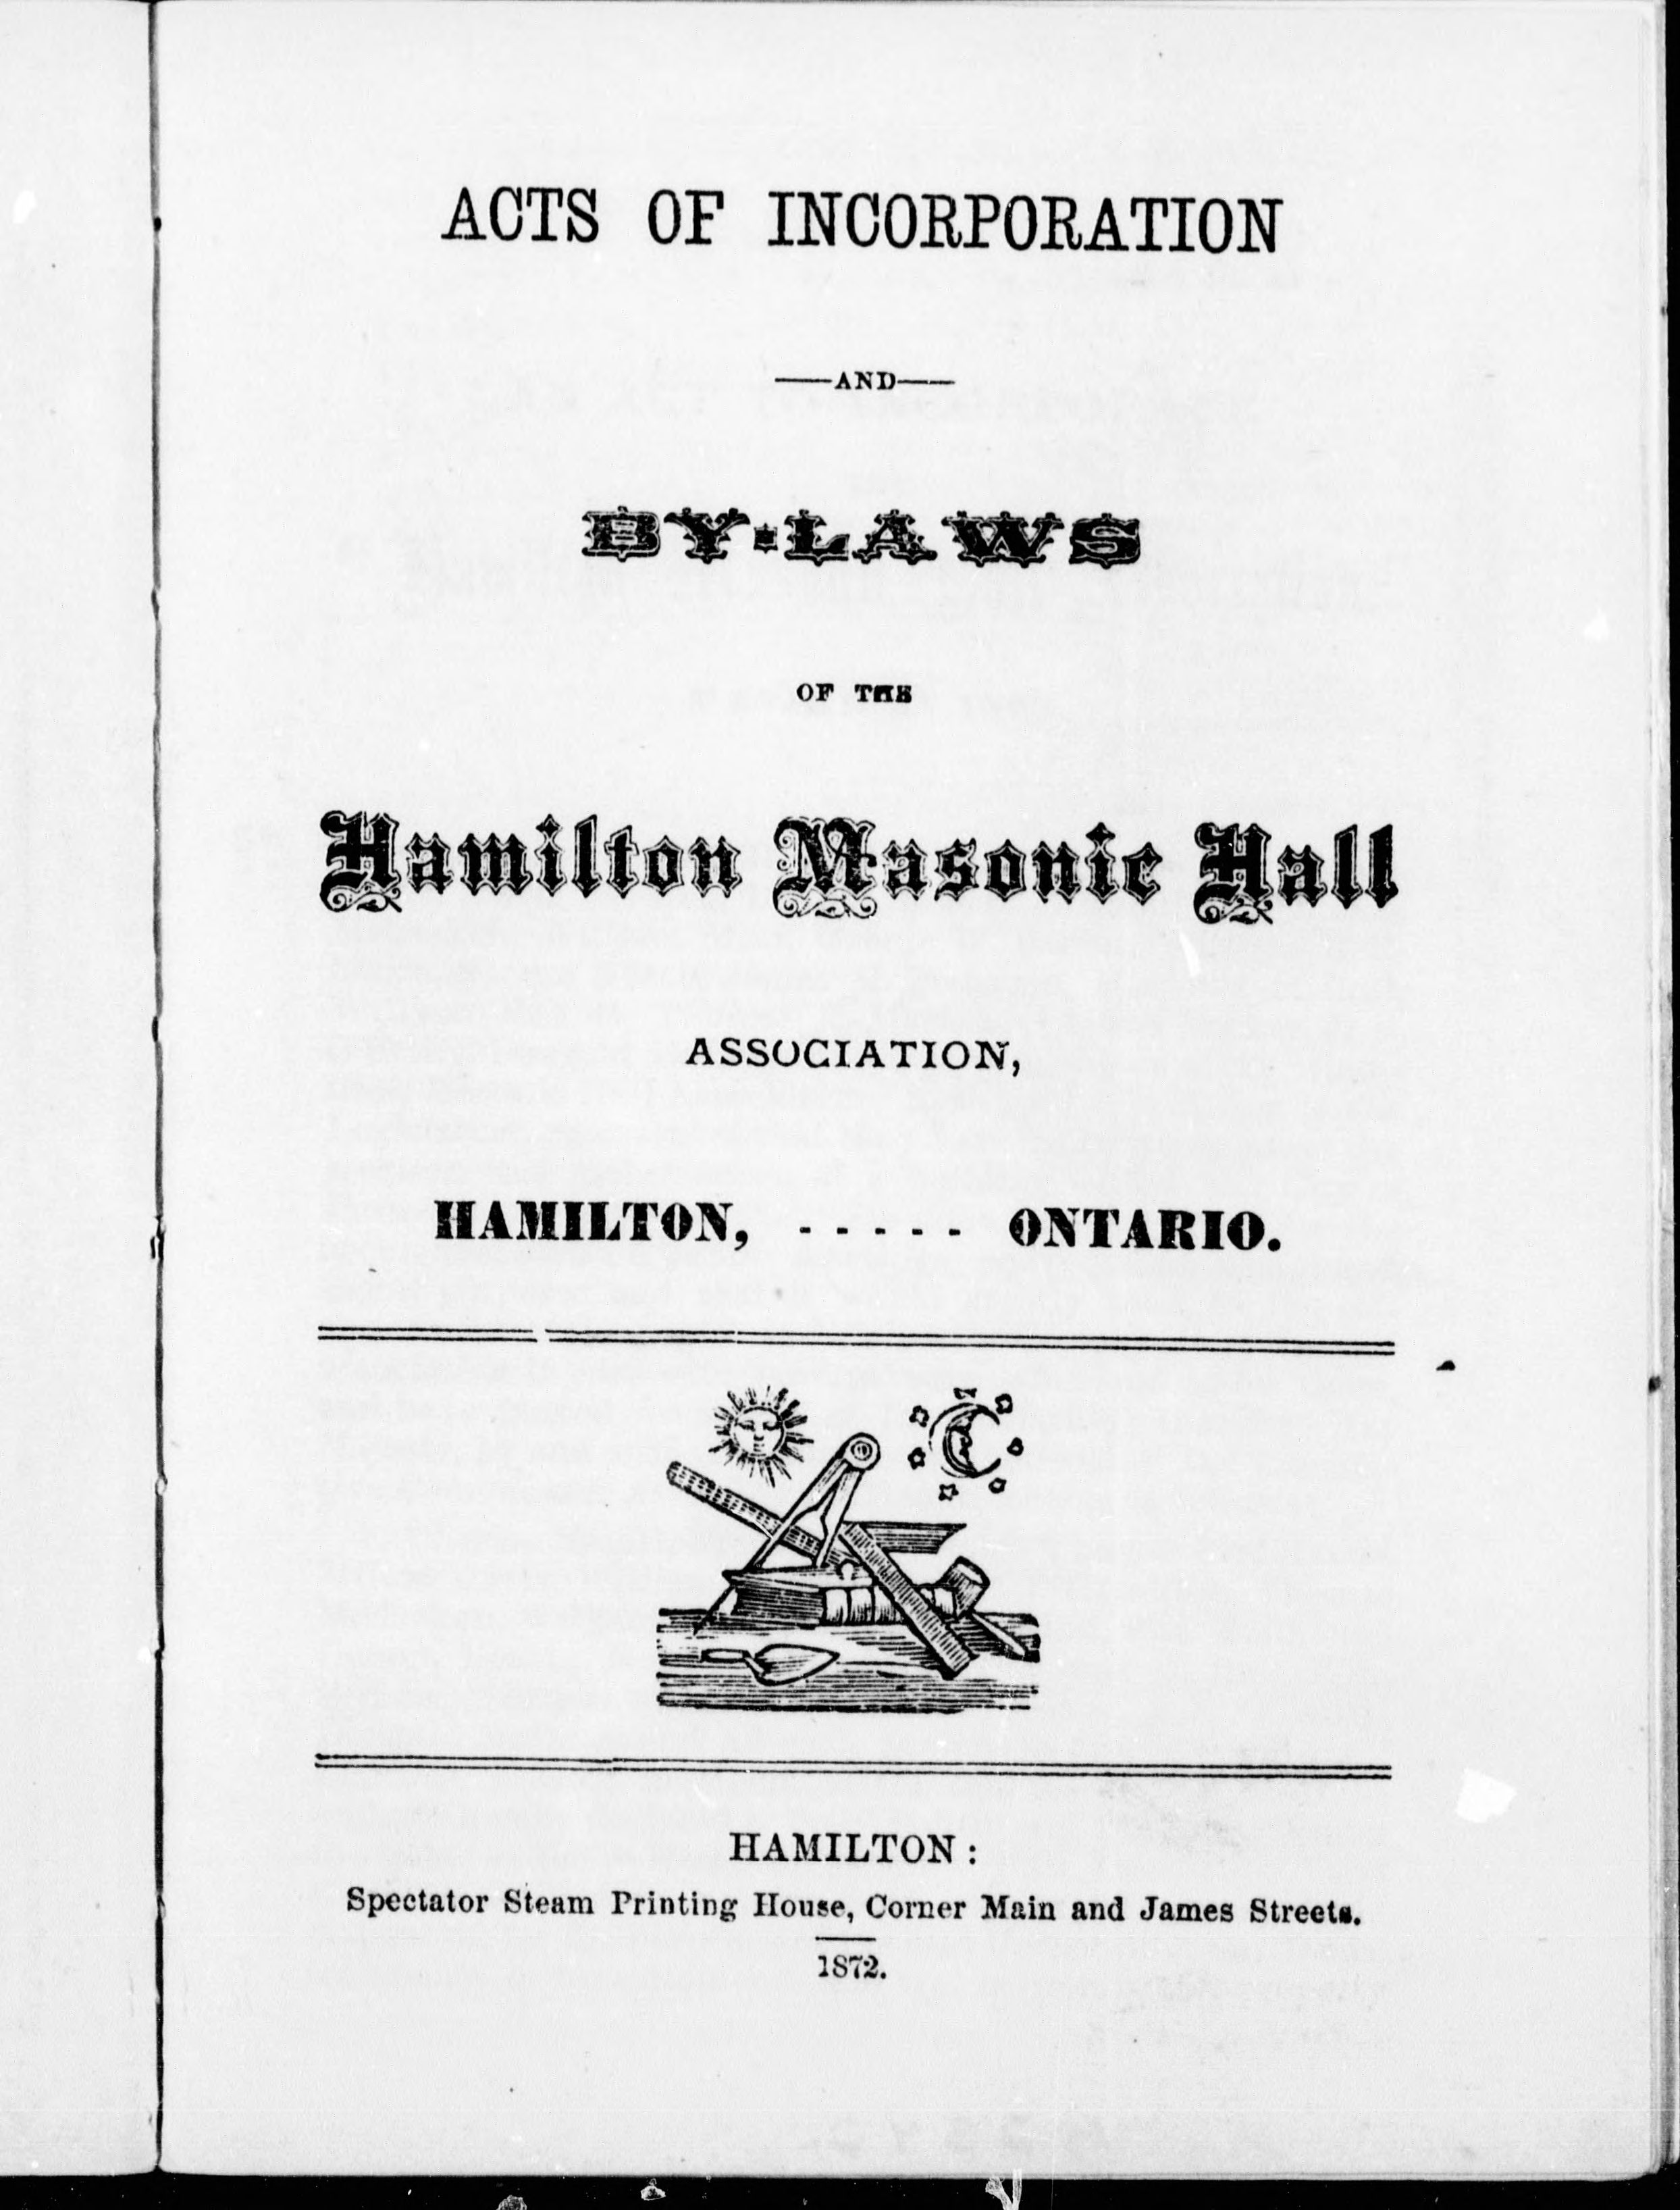 ACTS OF INCORPORATION
—AND—
BY-LAWS
OF THE
Hamilton Masonic Hall
ASSOCIATION,
HAMILTON, - - - - - ONTARIO.
HAMILTON:
Spectator Steam Printing House, Corner Main and James Streets.
1872.